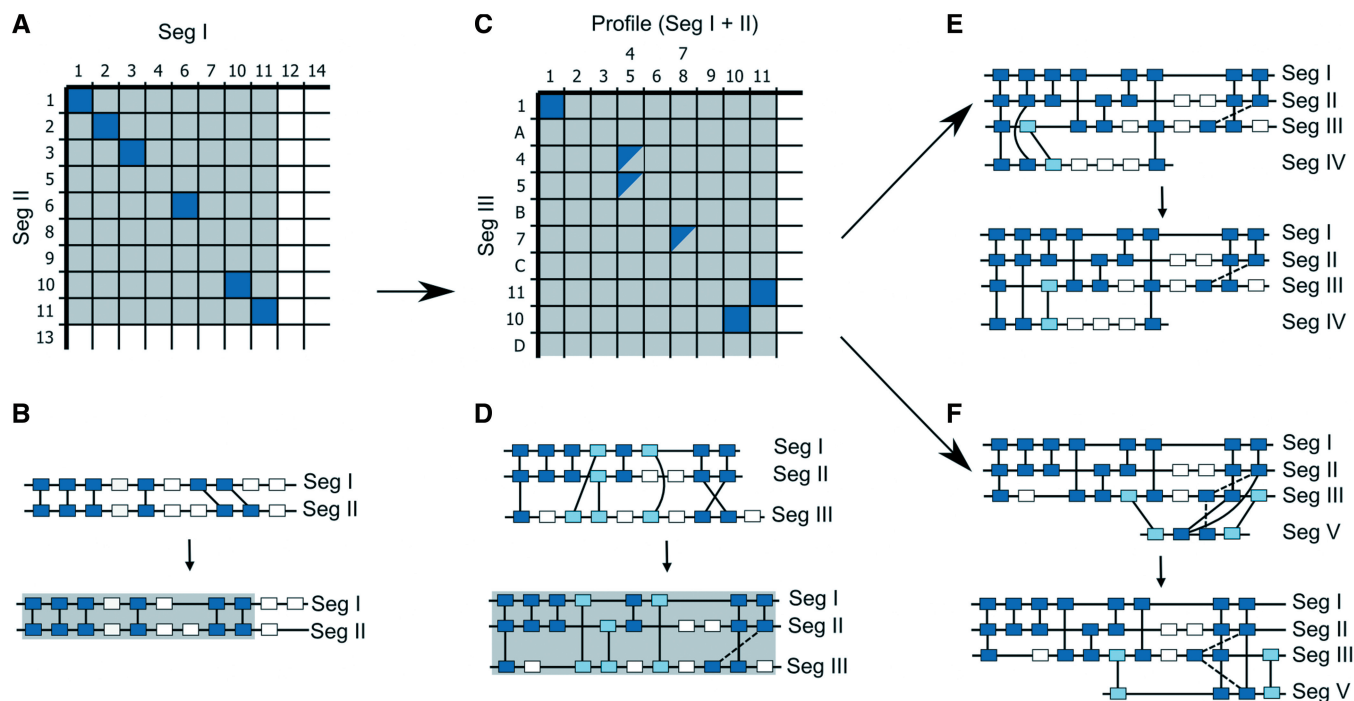 A
Seg I
1 2 3 4 6 7 10 11 12 14
Seg II
1
2
3
5
6
8
9
10
11
13
B
Seg I
Seg II
Seg I
Seg II
C
Profile (Seg I + II)
4 7
1 2 3 5 6 8 9 10 11
Seg III
1
A
4
5
B
7
C
11
10
D
D
Seg I
Seg II
Seg III
Seg I
Seg II
Seg III
E
Seg I
Seg II
Seg III
Seg IV
Seg I
Seg II
Seg III
Seg IV
F
Seg I
Seg II
Seg III
Seg V
Seg I
Seg II
Seg III
Seg V